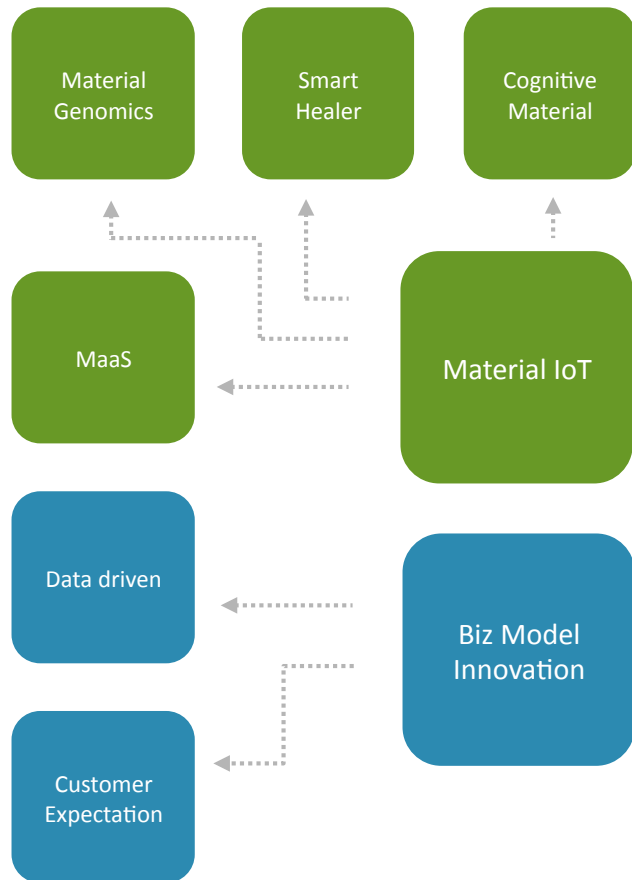 Material
Genomics
Smart
Healer
Cognitive
Material
MaaS
Material IoT
Data driven
Biz Model
Innovation
Customer
Expectation